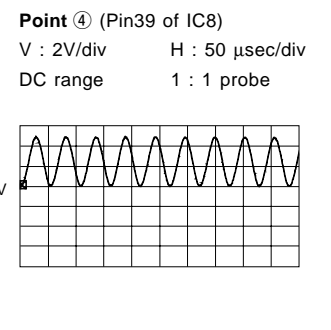 Point ④ (Pin39 of IC8)
V : 2V/div H : 50 μsec/div
DC range 1 : 1 probe
V